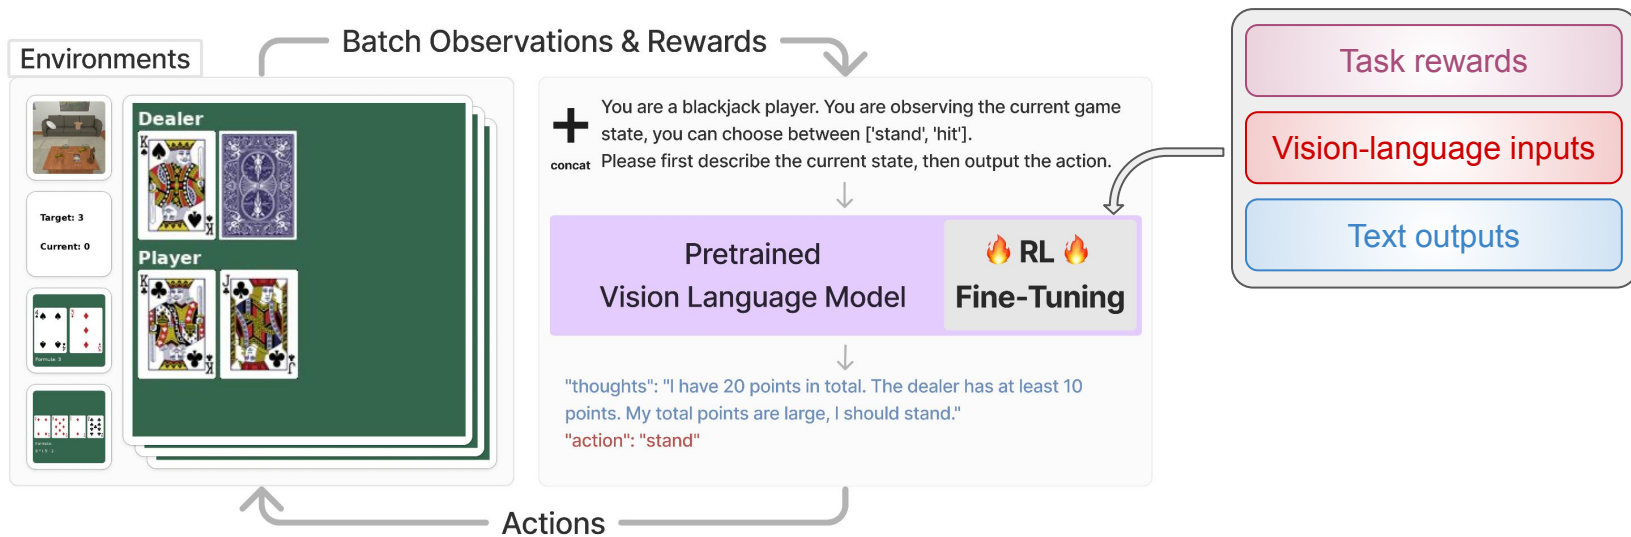 Batch Observations & Rewards
Environments
Target: 3
Current: 0
Formula: 3
Dealer
K
K
Player
K
K
J
J
+
concat
You are a blackjack player. You are observing the current game
state, you can choose between ['stand', 'hit'].
Please first describe the current state, then output the action.
Pretrained
Vision Language Model
RL
Fine-Tuning
"thoughts": "I have 20 points in total. The dealer has at least 10
points. My total points are large, I should stand."
"action": "stand"
Actions
Task rewards
Vision-language inputs
Text outputs